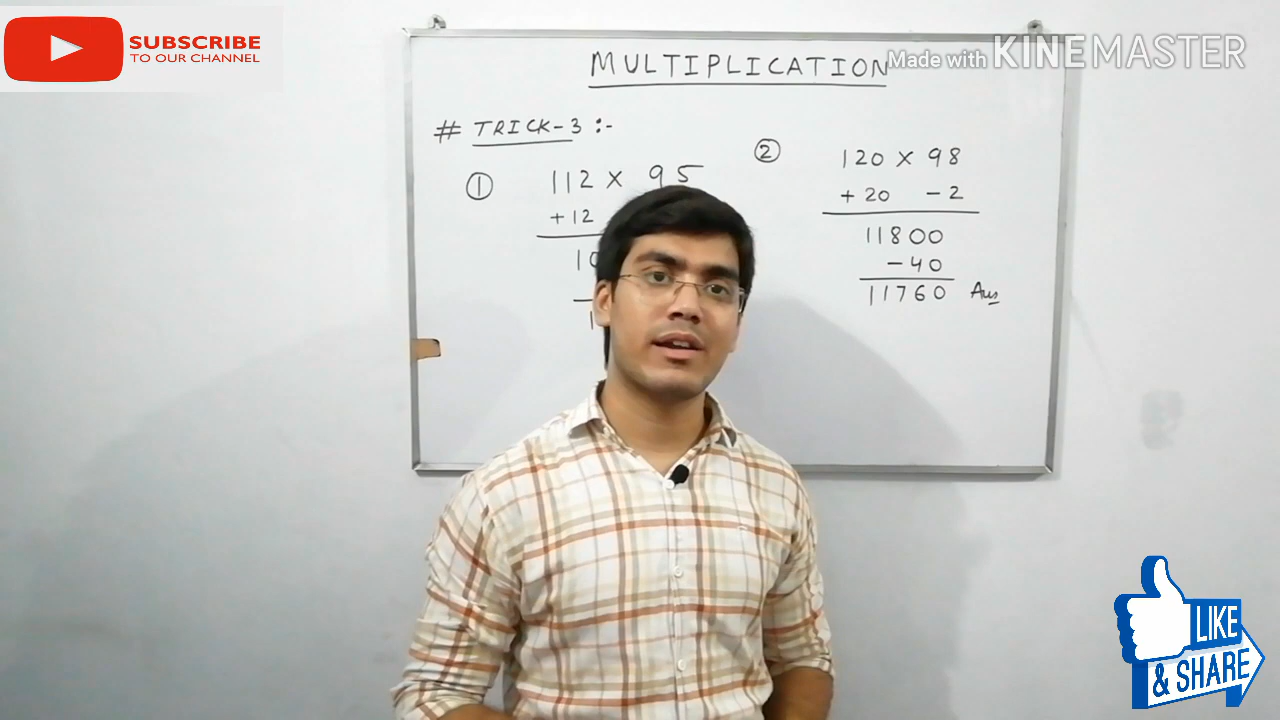 SUBSCRIBE
TO OUR CHANNEL
Made with KINEMASTER
MULTIPLICATION
# TRICK-3 :-
① 112 × 95
+12
② 120 × 98
+20 -2
11800
-40
11760 Ans
LIKE
& SHARE